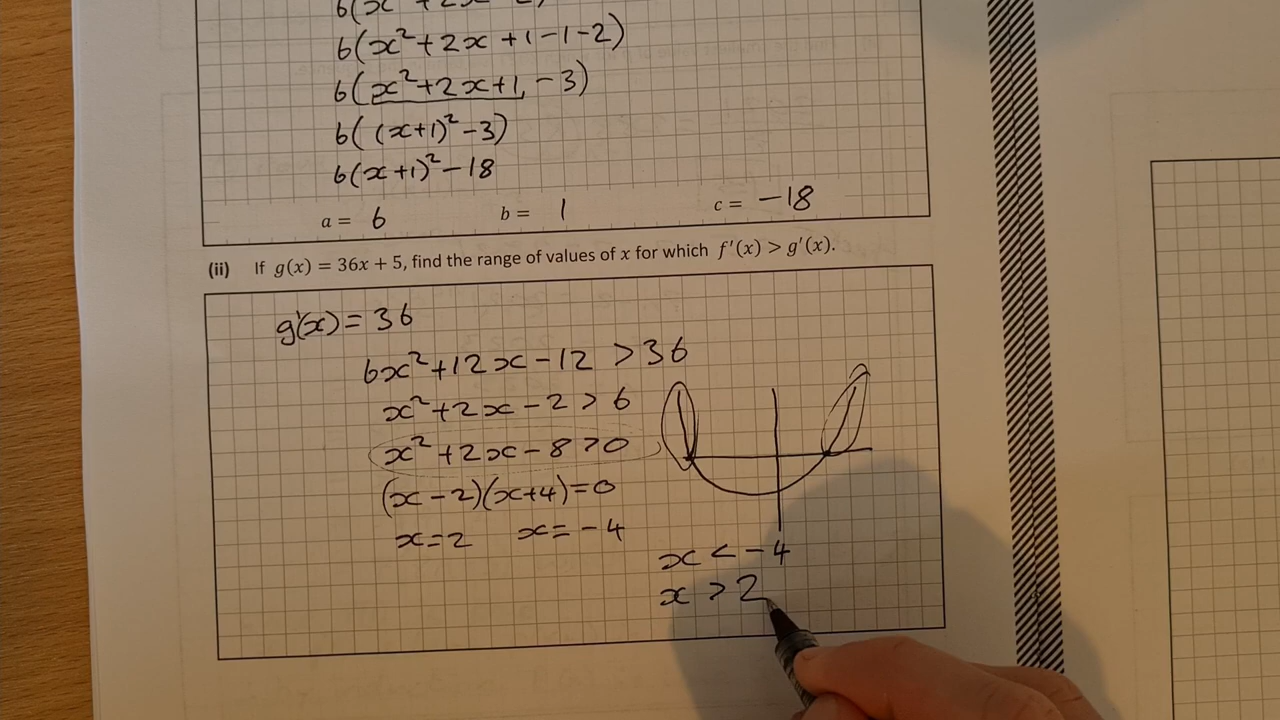 6(x²+2x+1-1-2)
6(x²+2x+1-3)
6((x+1)²-3)
6(x+1)²-18
a = 6 b = 1 c = -18
(ii) If g(x) = 36x + 5, find the range of values of x for which f'(x) > g'(x).
g'(x) = 36
6x²+12x-12 > 36
x²+2x-2 > 6
x²+2x-8>0
(x-2)(x+4)=0
x=2 x=-4
x < -4
x > 2